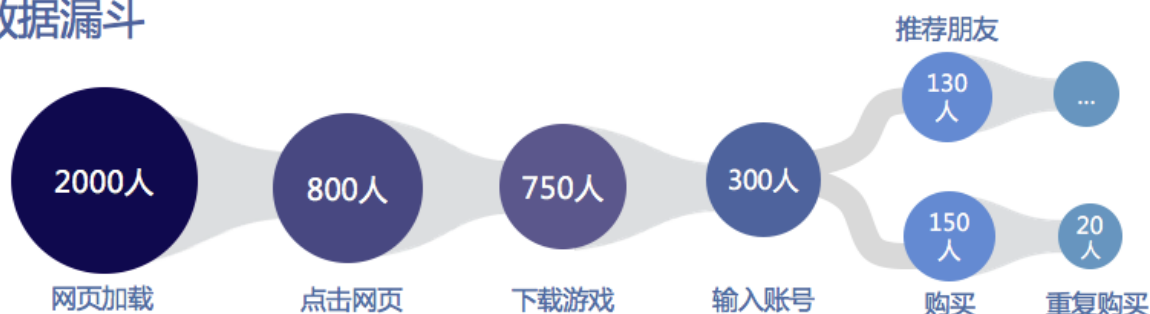 数据漏斗
推荐朋友
130
人
...
2000人
800人
750人
300人
150
人
20
人
网页加载
点击网页
下载游戏
输入账号
购买
重复购买